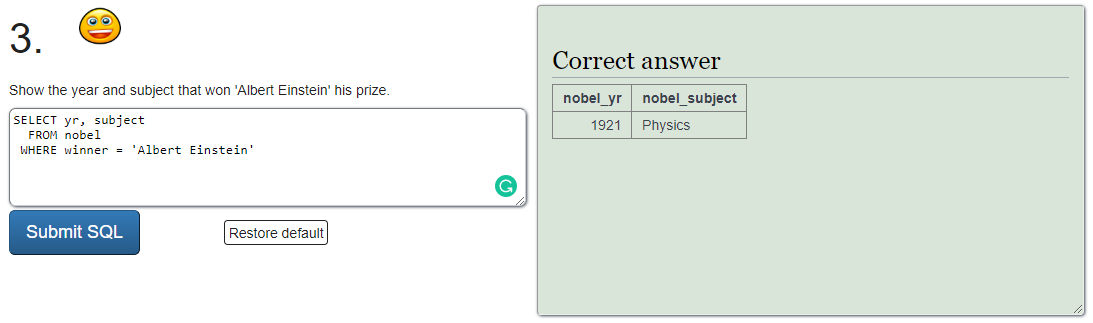 3.
Show the year and subject that won 'Albert Einstein' his prize.
SELECT yr, subject
  FROM nobel
 WHERE winner = 'Albert Einstein'
G
Submit SQL
Restore default
Correct answer
nobel_yr nobel_subject
1921 Physics